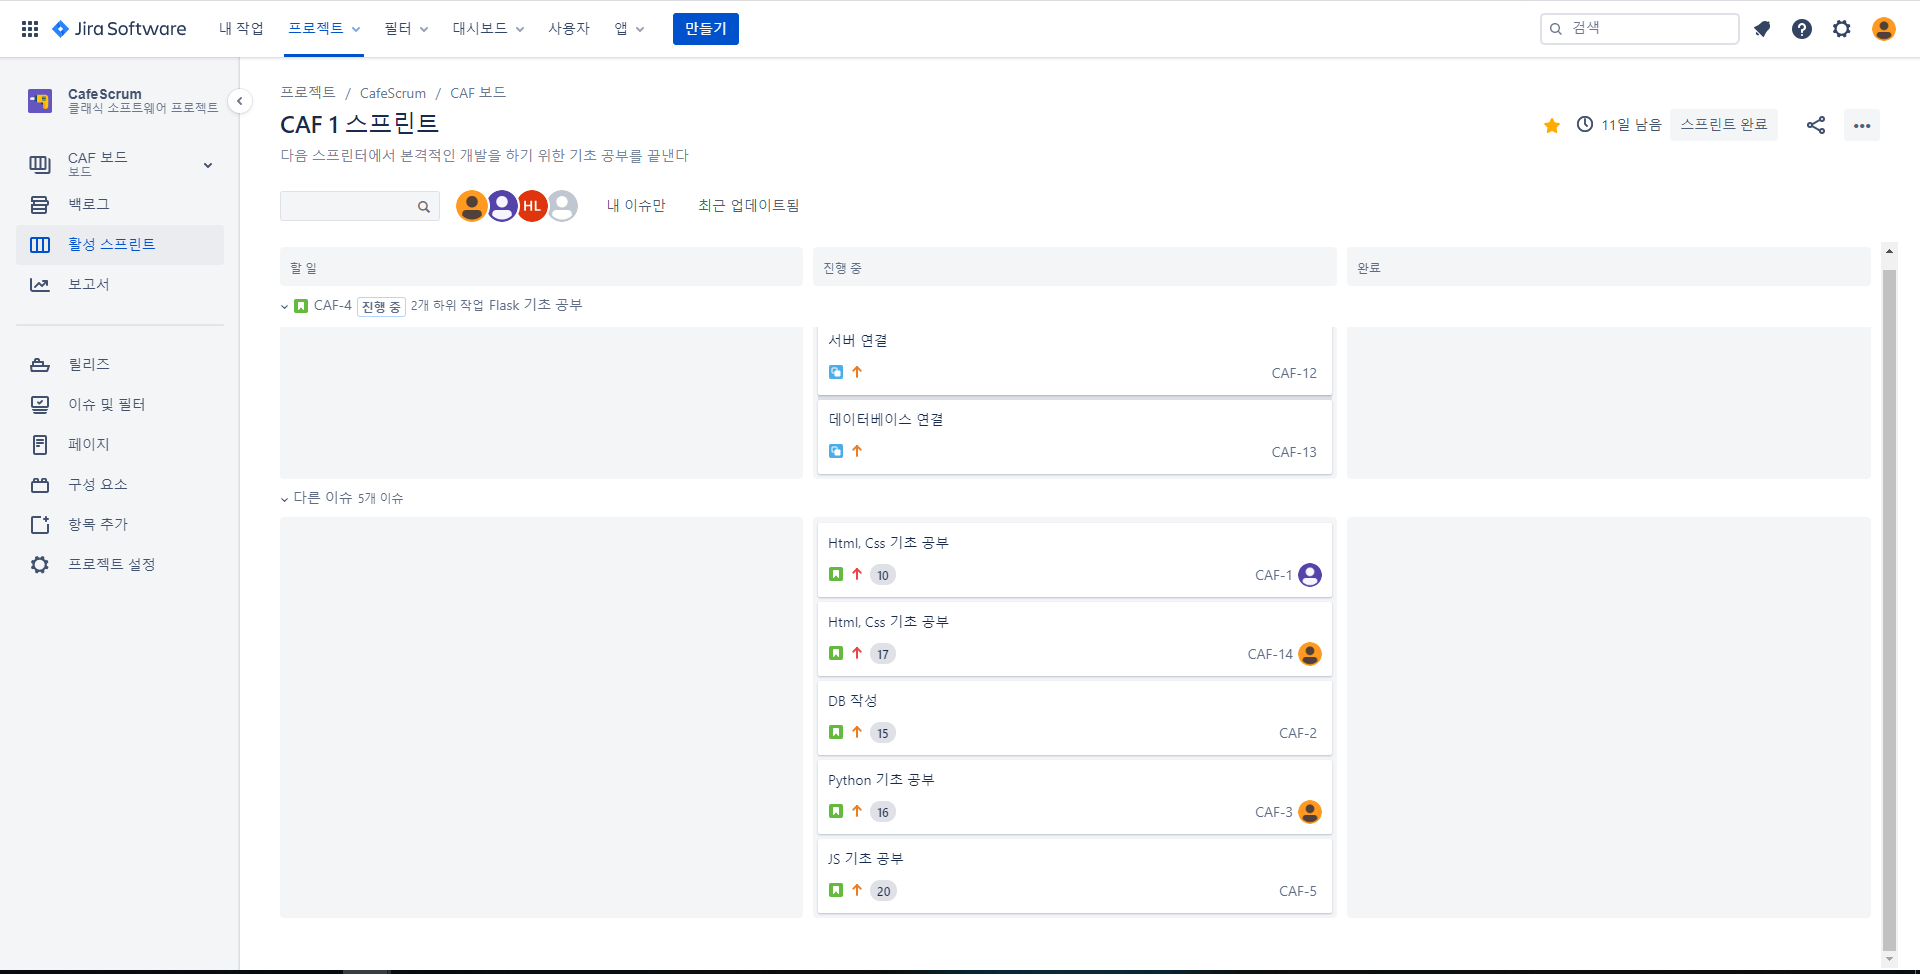 Jira Software 내 작업 프로젝트 필터 대시보드 사용자 앱 만들기 검색
CafeScrum
클래식 소프트웨어 프로젝트
CAF 보드
보드
백로그
활성 스프린트
보고서
릴리즈
이슈 및 필터
페이지
구성 요소
항목 추가
프로젝트 설정
프로젝트 / CafeScrum / CAF 보드
CAF 1 스프린트
11일 남음 스프린트 완료
다음 스프린터에서 본격적인 개발을 하기 위한 기초 공부를 끝낸다
HL 내 이슈만 최근 업데이트됨
할 일 진행 중 완료
CAF-4 진행 중 2개 하위 작업 Flask 기초 공부
서버 연결
CAF-12
데이터베이스 연결
CAF-13
다른 이슈 5개 이슈
Html, Css 기초 공부
10 CAF-1
Html, Css 기초 공부
17 CAF-14
DB 작성
15 CAF-2
Python 기초 공부
16 CAF-3
JS 기초 공부
20 CAF-5